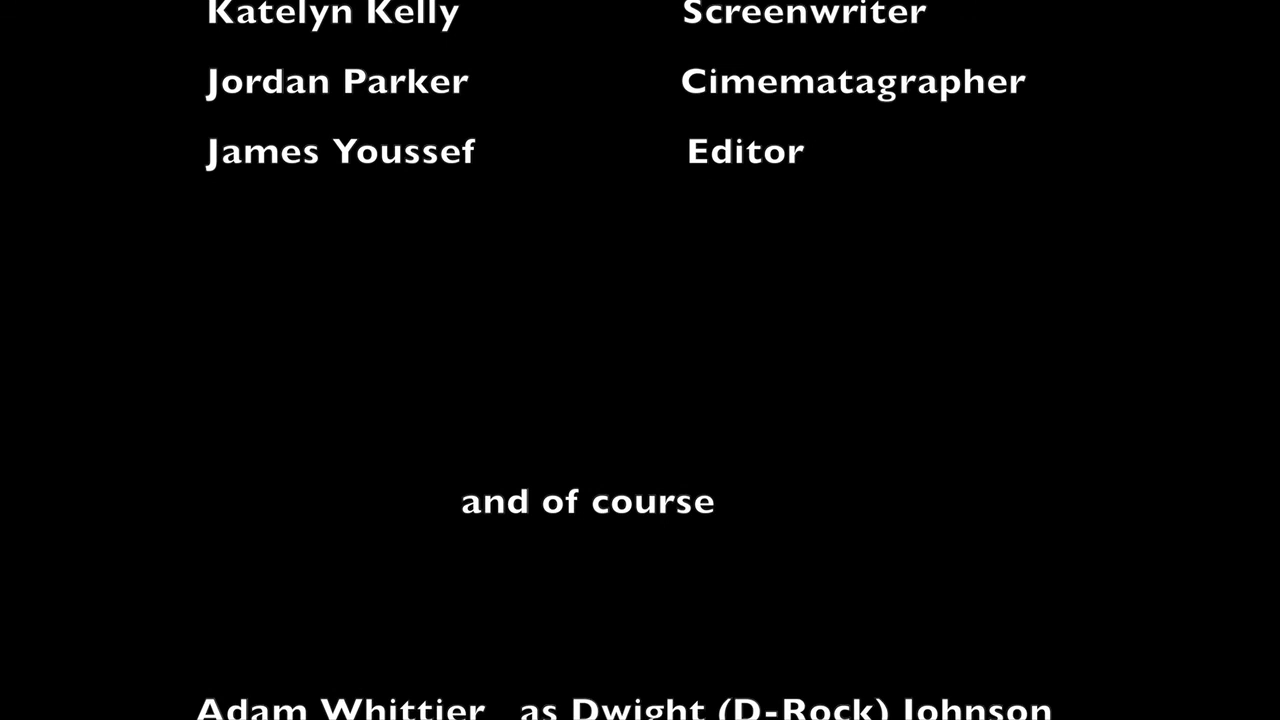 Katelyn Kelly Screenwriter
Jordan Parker Cimematagrapher
James Youssef Editor
and of course
Adam Whittier as Dwight (D-Rock) Johnson